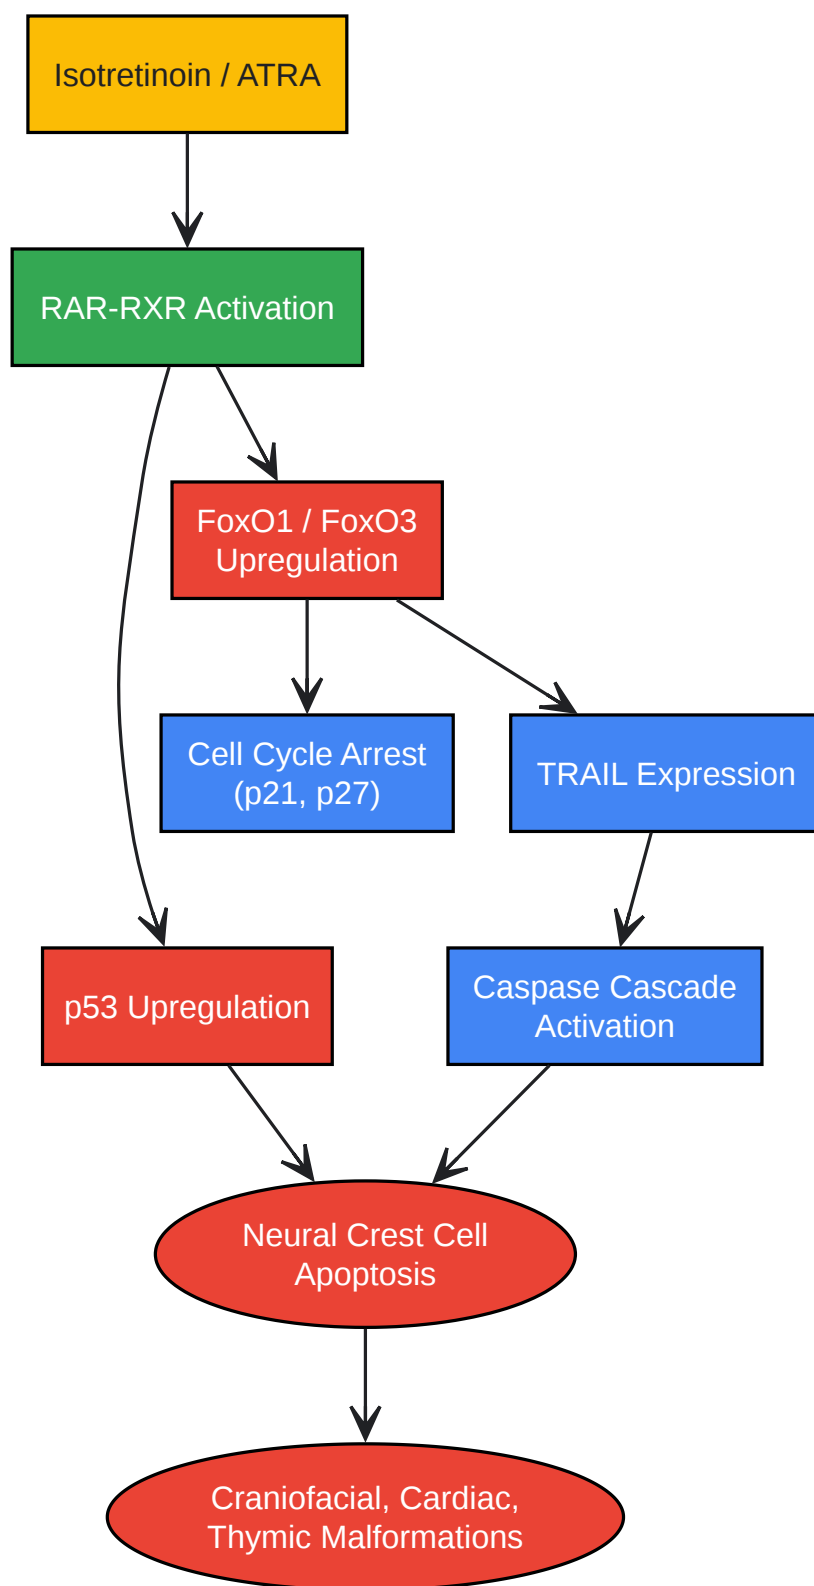 Isotretinoin / ATRA
RAR-RXR Activation
FoxO1 / FoxO3
Upregulation
Cell Cycle Arrest
(p21, p27)
TRAIL Expression
p53 Upregulation
Caspase Cascade
Activation
Neural Crest Cell
Apoptosis
Craniofacial, Cardiac,
Thymic Malformations